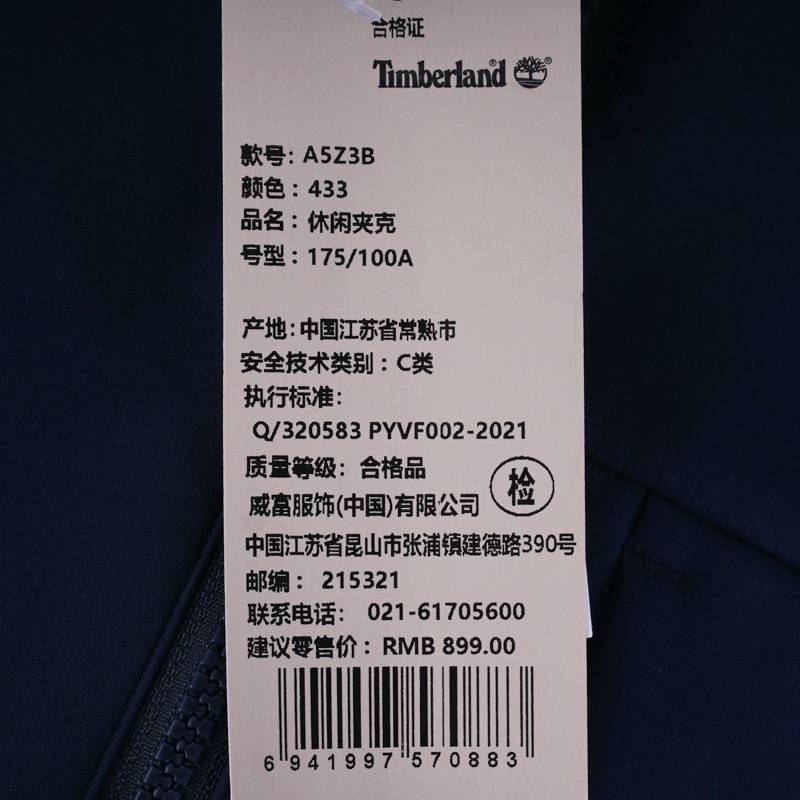 合格证
Timberland®
款号: A5Z3B
颜色: 433
品名: 休闲夹克
号型: 175/100A
产地: 中国江苏省常熟市
安全技术类别: C类
执行标准:
Q/320583 PYVF002-2021
质量等级: 合格品
检
威富服饰(中国)有限公司
中国江苏省昆山市张浦镇建德路390号
邮编: 215321
联系电话: 021-61705600
建议零售价: RMB 899.00
6 941997 570883